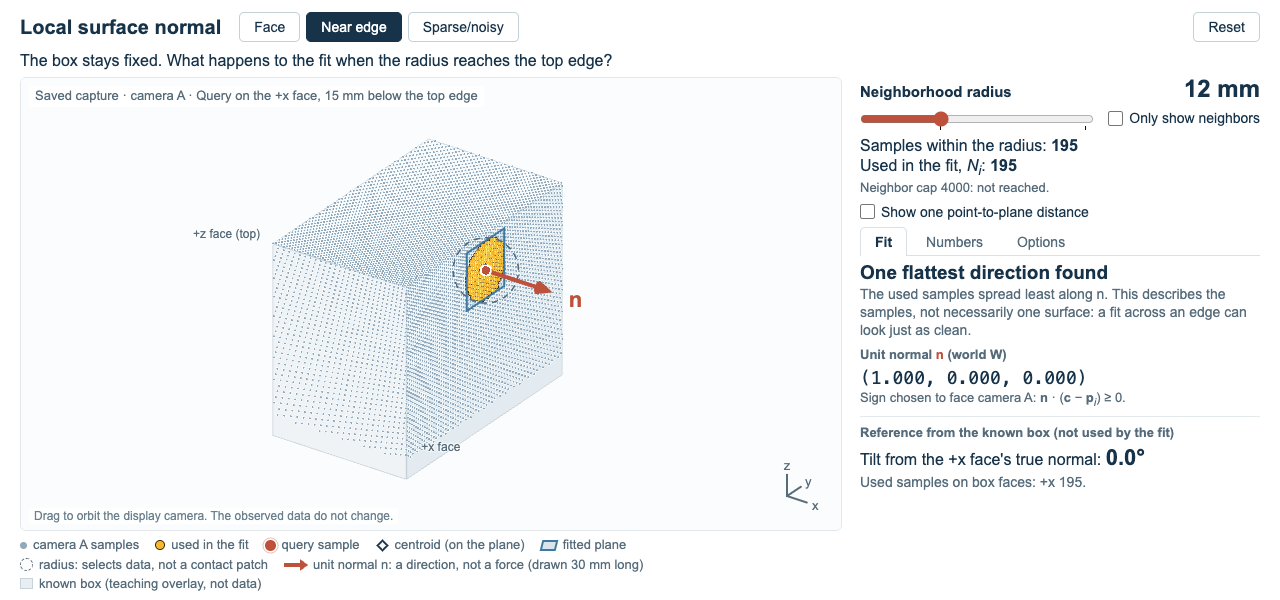 Local surface normal
Face
Near edge
Sparse/noisy
Reset
The box stays fixed. What happens to the fit when the radius reaches the top edge?
Saved capture · camera A · Query on the +x face, 15 mm below the top edge
+z face (top)
n
+x face
z
y
x
Drag to orbit the display camera. The observed data do not change.
camera A samples
used in the fit
query sample
centroid (on the plane)
fitted plane
radius: selects data, not a contact patch
unit normal n: a direction, not a force (drawn 30 mm long)
known box (teaching overlay, not data)
Neighborhood radius
12 mm
Only show neighbors
Samples within the radius: 195
Used in the fit, Ni: 195
Neighbor cap 4000: not reached.
Show one point-to-plane distance
Fit
Numbers
Options
One flattest direction found
The used samples spread least along n. This describes the
samples, not necessarily one surface: a fit across an edge can
look just as clean.
Unit normal n (world W)
(1.000, 0.000, 0.000)
Sign chosen to face camera A: n · (c − pi) ≥ 0.
Reference from the known box (not used by the fit)
Tilt from the +x face's true normal: 0.0°
Used samples on box faces: +x 195.